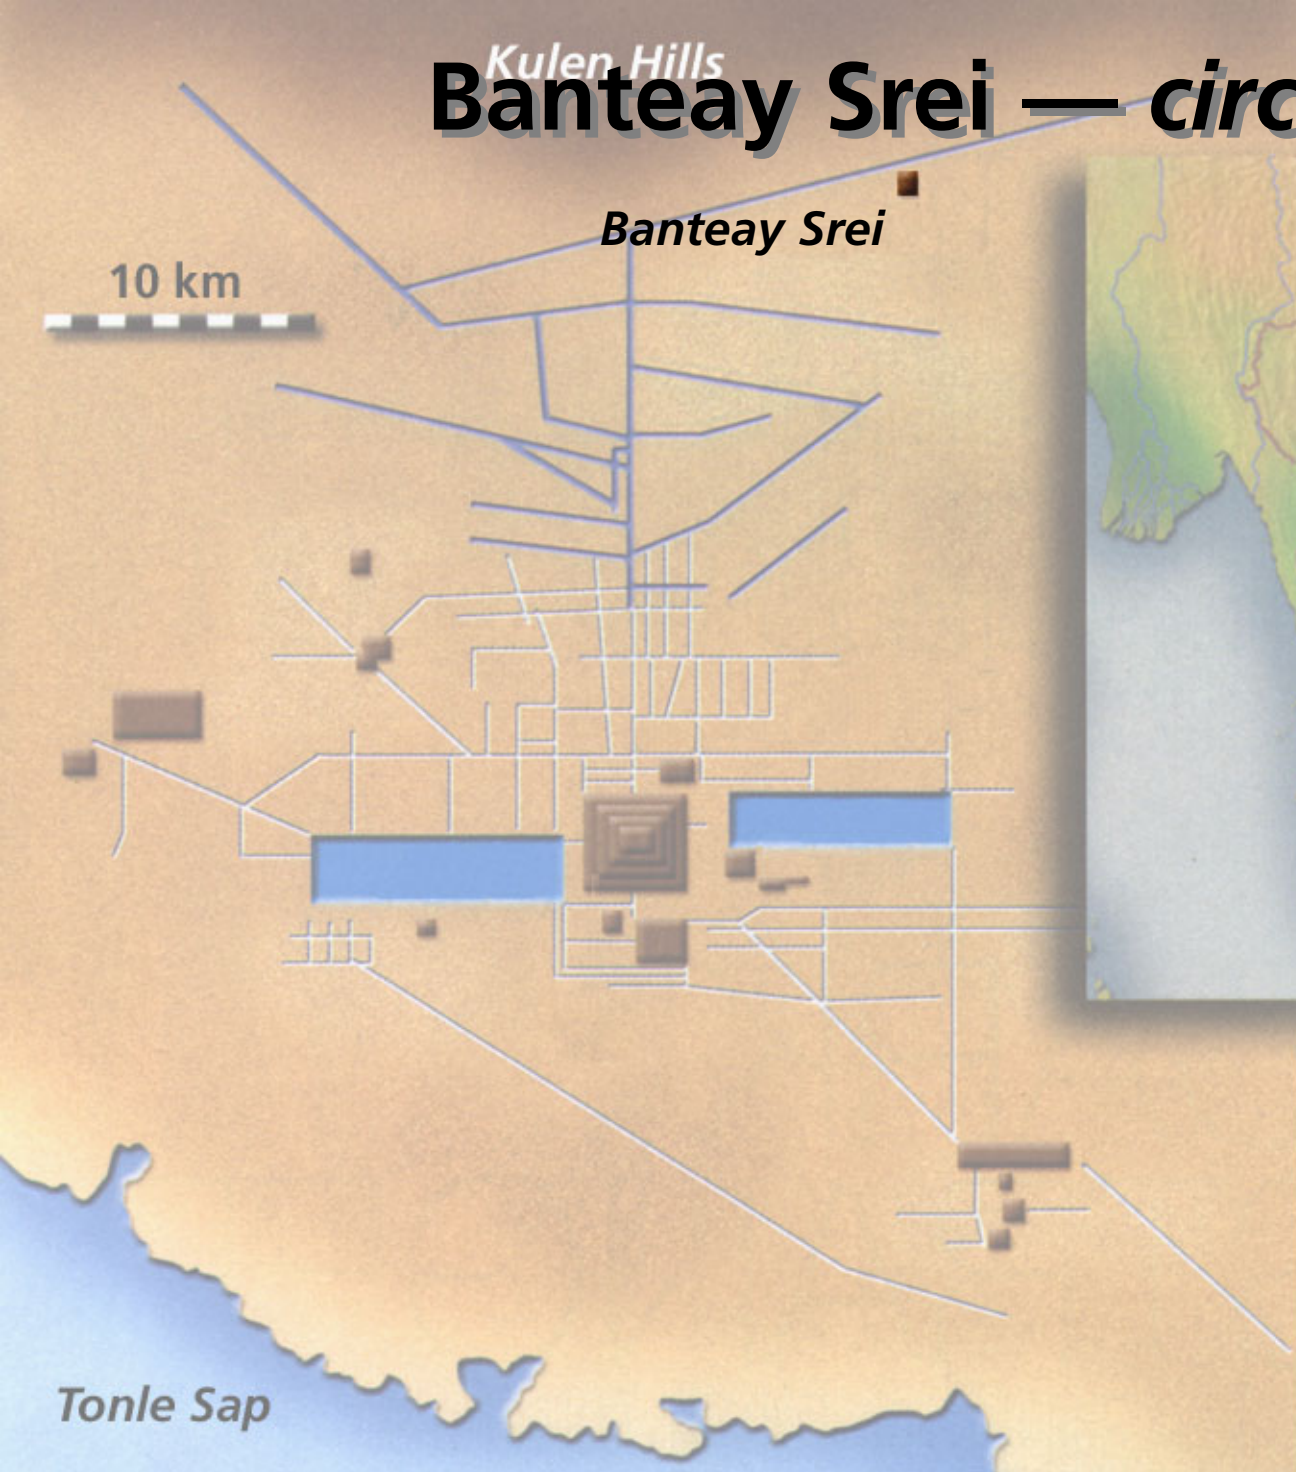 Kulen Hills
Banteay Srei — circ
Banteay Srei
10 km
Tonle Sap